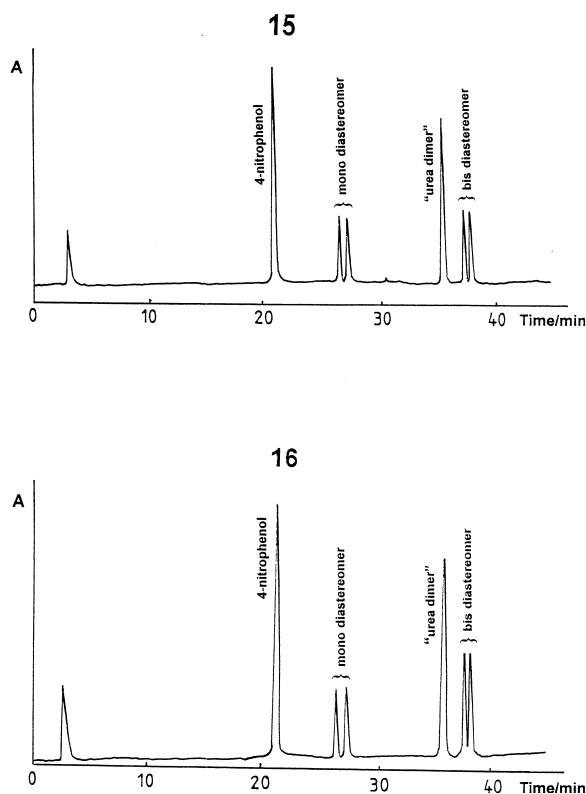 15
A
4-nitrophenol
mono diastereomer
“urea dimer”
bis diastereomer
0
10
20
30
40
Time/min
16
A
4-nitrophenol
mono diastereomer
“urea dimer”
bis diastereomer
0
10
20
30
40
Time/min